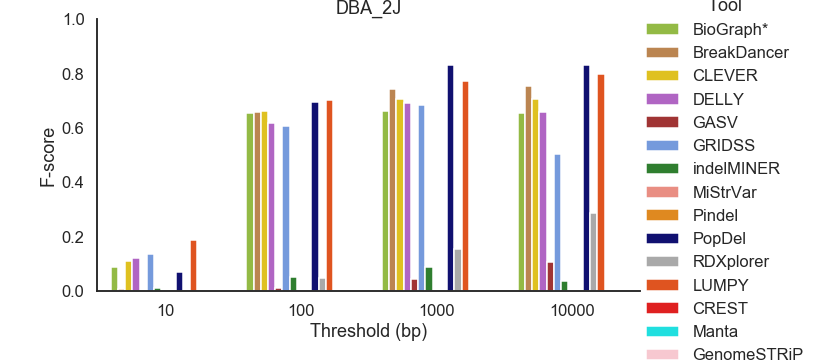 DBA_2J
Tool
1.0
0.8
0.6
0.4
0.2
0.0
F-score
10
100
1000
10000
Threshold (bp)
BioGraph*
BreakDancer
CLEVER
DELLY
GASV
GRIDSS
indelMINER
MiStrVar
Pindel
PopDel
RDXplorer
LUMPY
CREST
Manta
GenomeSTRiP